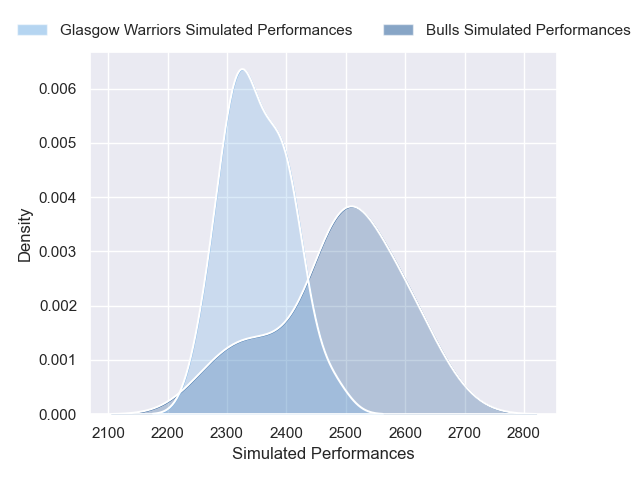 Glasgow Warriors Simulated Performances
Bulls Simulated Performances
0.006
0.005
0.004
0.003
0.002
0.001
0.000
Density
2100 2200 2300 2400 2500 2600 2700 2800
Simulated Performances